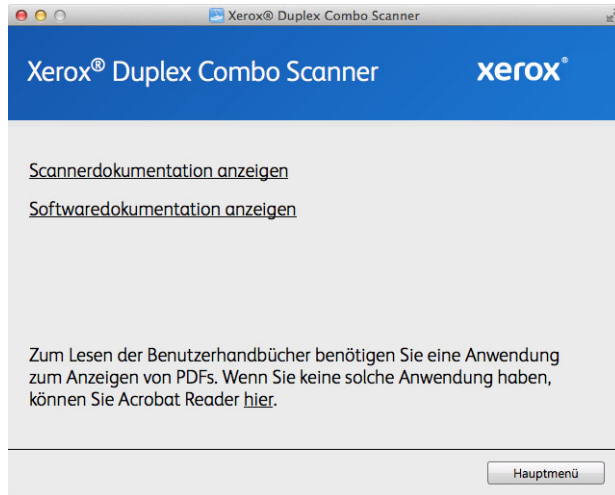 Xerox® Duplex Combo Scanner
Xerox® Duplex Combo Scanner
xerox®
Scannerdokumentation anzeigen
Softwaredokumentation anzeigen
Zum Lesen der Benutzerhandbücher benötigen Sie eine Anwendung
zum Anzeigen von PDFs. Wenn Sie keine solche Anwendung haben,
können Sie Acrobat Reader hier.
Hauptmenü